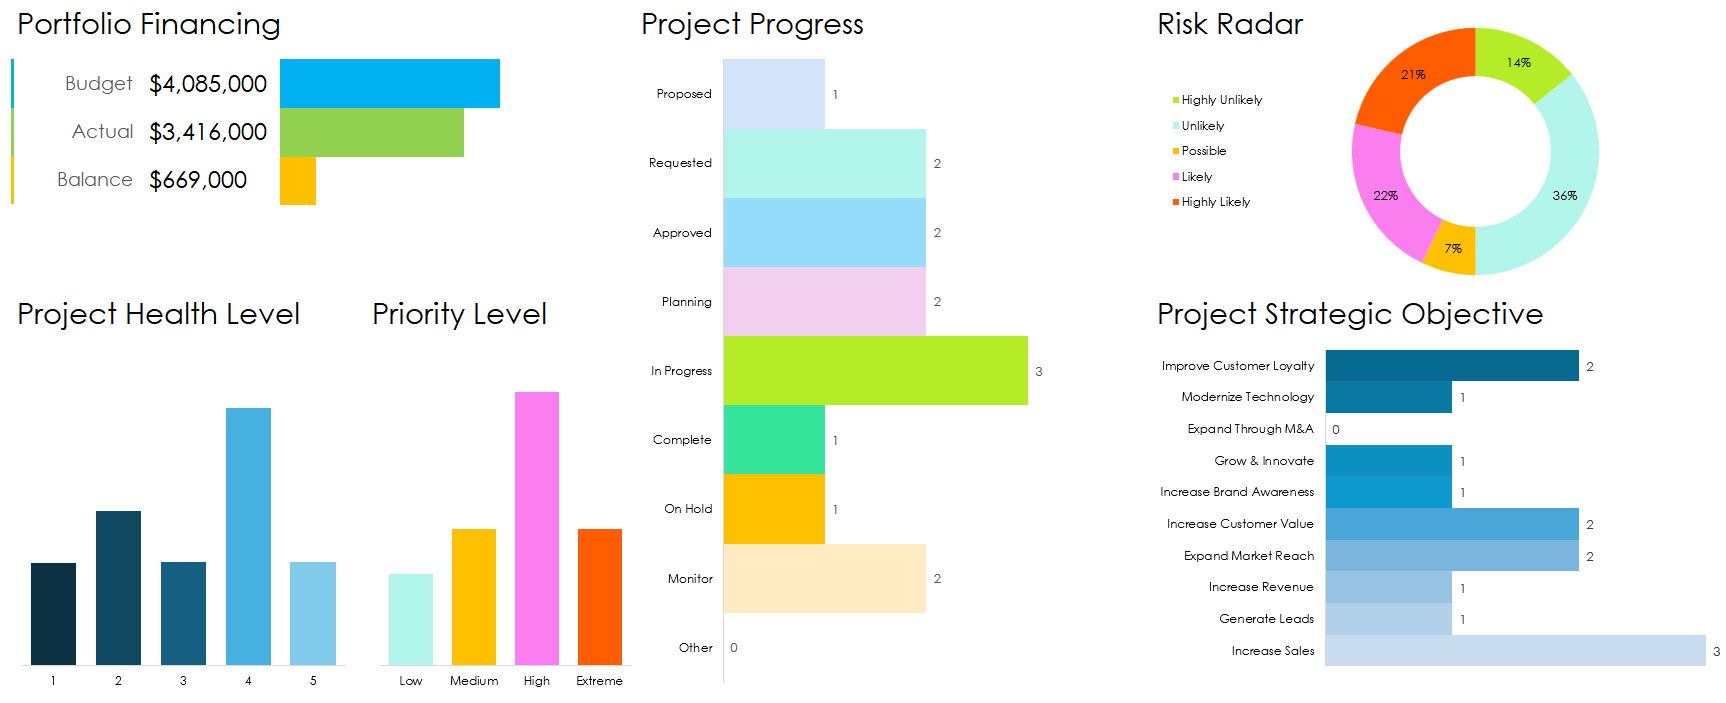 Portfolio Financing
Budget $4,085,000
Actual $3,416,000
Balance $669,000
Project Health Level
1 2 3 4 5
Priority Level
Low Medium High Extreme
Project Progress
Proposed 1
Requested 2
Approved 2
Planning 2
In Progress 3
Complete 1
On Hold 1
Monitor 2
Other 0
Risk Radar
Highly Unlikely
Unlikely
Possible
Likely
Highly Likely
14%
36%
7%
22%
21%
Project Strategic Objective
Improve Customer Loyalty 2
Modernize Technology 1
Expand Through M&A 0
Grow & Innovate 1
Increase Brand Awareness 1
Increase Customer Value 2
Expand Market Reach 2
Increase Revenue 1
Generate Leads 1
Increase Sales 3